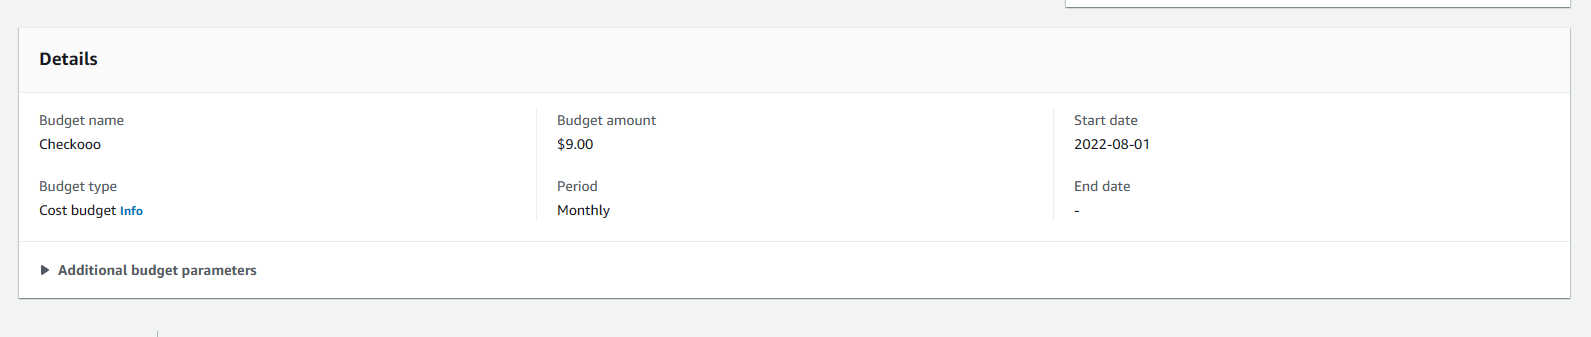 Details
Budget name
Checkooo
Budget type
Cost budget Info
Budget amount
$9.00
Period
Monthly
Start date
2022-08-01
End date
-
Additional budget parameters